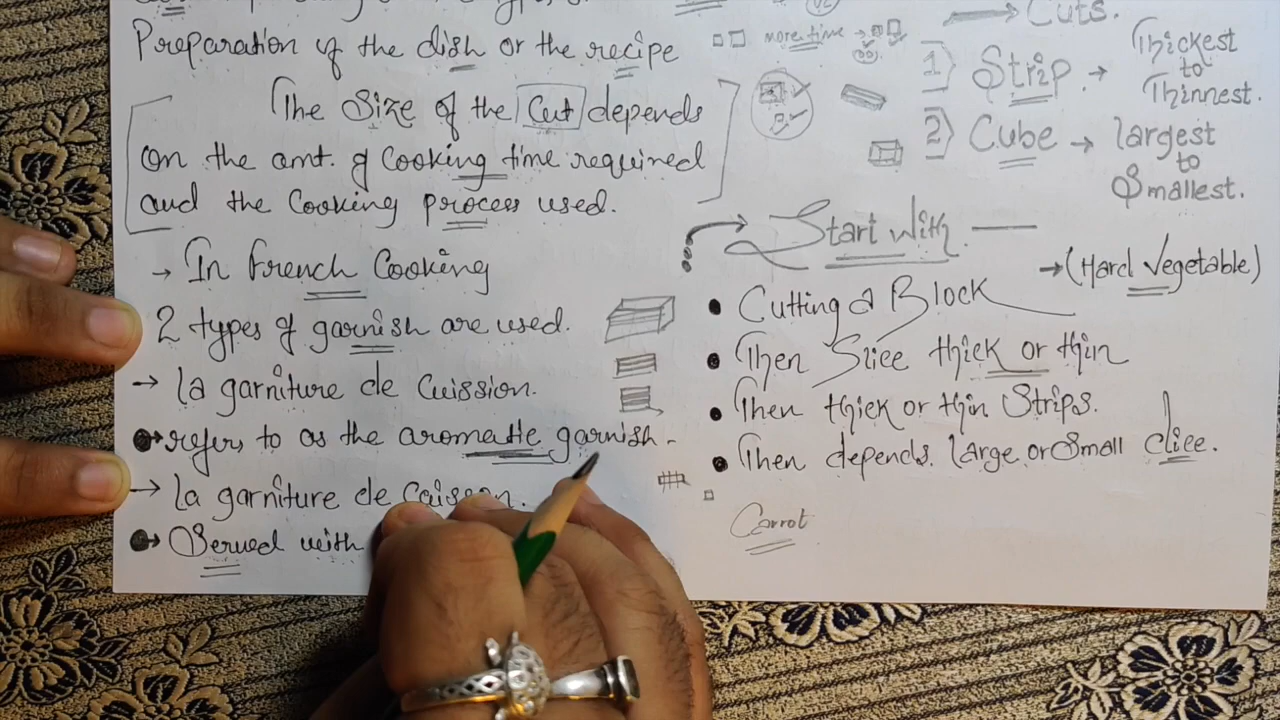 Preparation of the dish or the recipe
The Size of the Cut depends
on the amt. of Cooking time required
and the Cooking process used.
→ In French Cooking
2 types of garnish are used.
→ la garniture de Cuission.
→ refers to as the aromatic garnish.
→ la garniture de
→ Served with
more time →
→ Cuts.
1) Strip. → Thickest
to
Thinnest.
2) Cube → largest
to
Smallest.
Start with
→ (Hard Vegetable)
• Cutting a Block
• Then Slice thick or thin
• Then thick or thin Strips.
• Then depends. large or Small dice.
Carrot